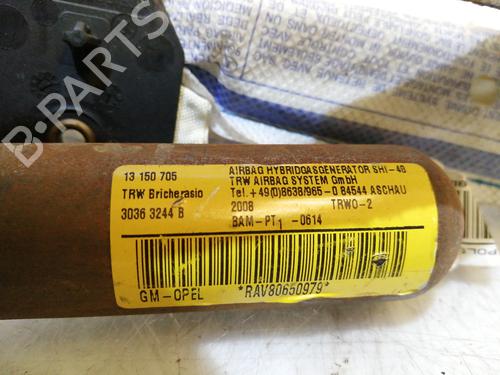 B-PARTS
13 150 705
AIRBAG HYBRIDGASGENERATOR SHI-48
TRW AIRBAG SYSTEM GmbH
TRW Bricherasio
Tel. +49(0)8638/965-0 84544 ASCHAU
3036 3244 B
2008 TRWO-2
BAM-PT1 -0614
GM-OPEL
*RAV80650979*